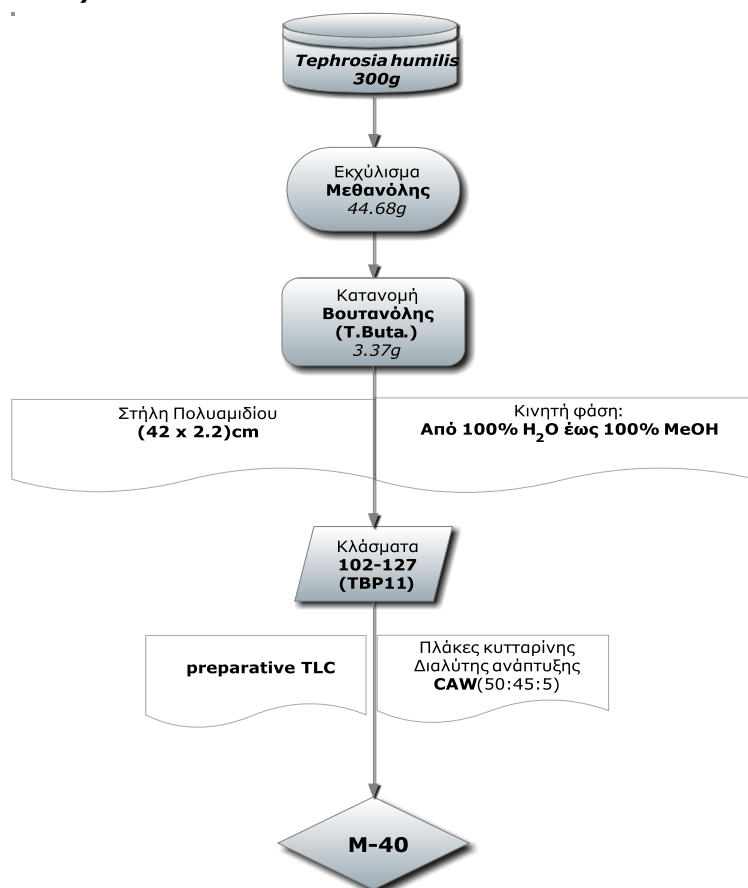 Tephrosia humilis
300g
Εκχύλισμα
Μεθανόλης
44.68g
Κατανομή
Βουτανόλης
(T.Buta.)
3.37g
Στήλη Πολυαμιδίου
(42 x 2.2)cm
Κινητή φάση:
Από 100% H2O έως 100% MeOH
Κλάσματα
102-127
(TBP11)
preparative TLC
Πλάκες κυτταρίνης
Διαλύτης ανάπτυξης
CAW(50:45:5)
M-40